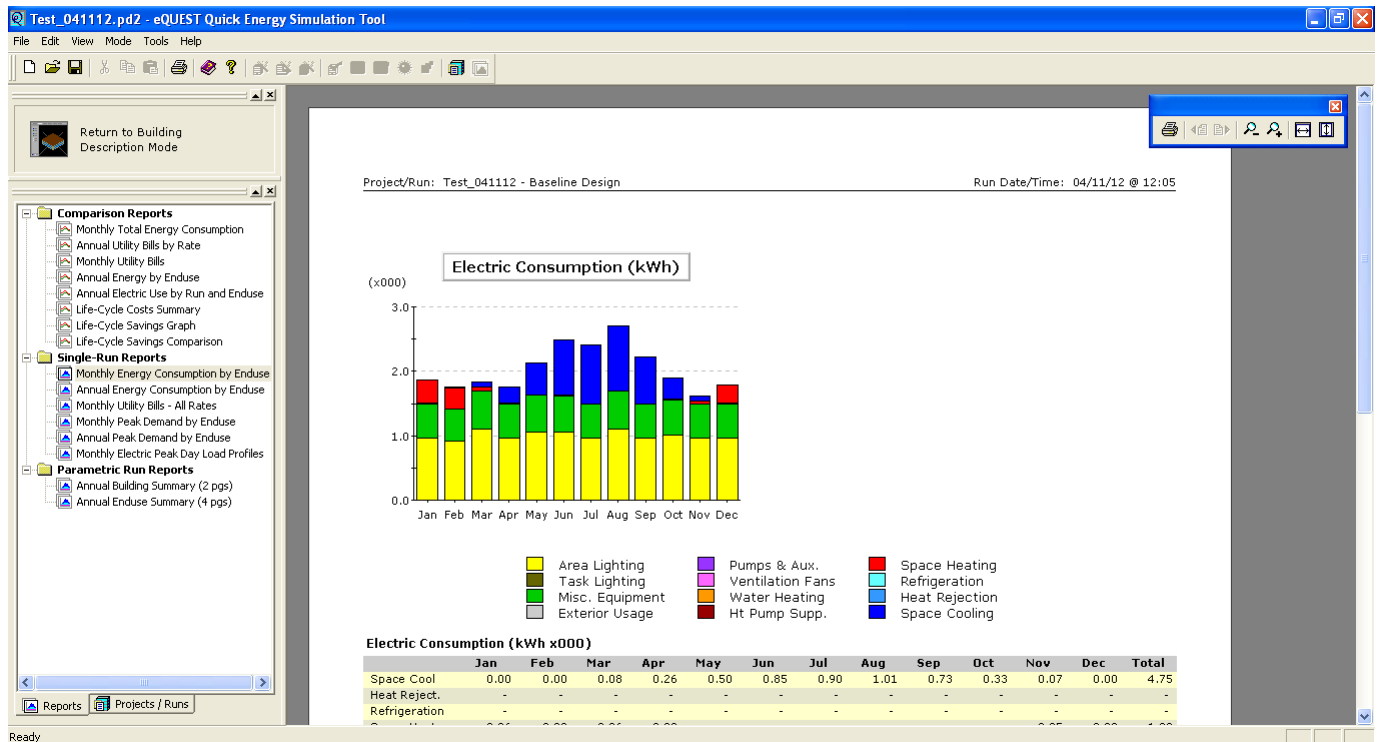 Test_041112.pd2 - eQUEST Quick Energy Simulation Tool
File Edit View Mode Tools Help
Return to Building
Description Mode
Comparison Reports
Monthly Total Energy Consumption
Annual Utility Bills by Rate
Monthly Utility Bills
Annual Energy by Enduse
Annual Electric Use by Run and Enduse
Life-Cycle Costs Summary
Life-Cycle Savings Graph
Life-Cycle Savings Comparison
Single-Run Reports
Monthly Energy Consumption by Enduse
Annual Energy Consumption by Enduse
Monthly Utility Bills - All Rates
Monthly Peak Demand by Enduse
Annual Peak Demand by Enduse
Monthly Electric Peak Day Load Profiles
Parametric Run Reports
Annual Building Summary (2 pgs)
Annual Enduse Summary (4 pgs)
Reports Projects / Runs
Ready
Project/Run: Test_041112 - Baseline Design Run Date/Time: 04/11/12 @ 12:05
Electric Consumption (kWh)
(x000)
3.0
2.0
1.0
0.0
Jan Feb Mar Apr May Jun Jul Aug Sep Oct Nov Dec
Area Lighting Pumps & Aux. Space Heating
Task Lighting Ventilation Fans Refrigeration
Misc. Equipment Water Heating Heat Rejection
Exterior Usage Ht Pump Supp. Space Cooling
Electric Consumption (kWh x000)
Jan Feb Mar Apr May Jun Jul Aug Sep Oct Nov Dec Total
Space Cool 0.00 0.00 0.08 0.26 0.50 0.85 0.90 1.01 0.73 0.33 0.07 0.00 4.75
Heat Reject. - - - - - - - - - - - - -
Refrigeration - - - - - - - - - - - - -